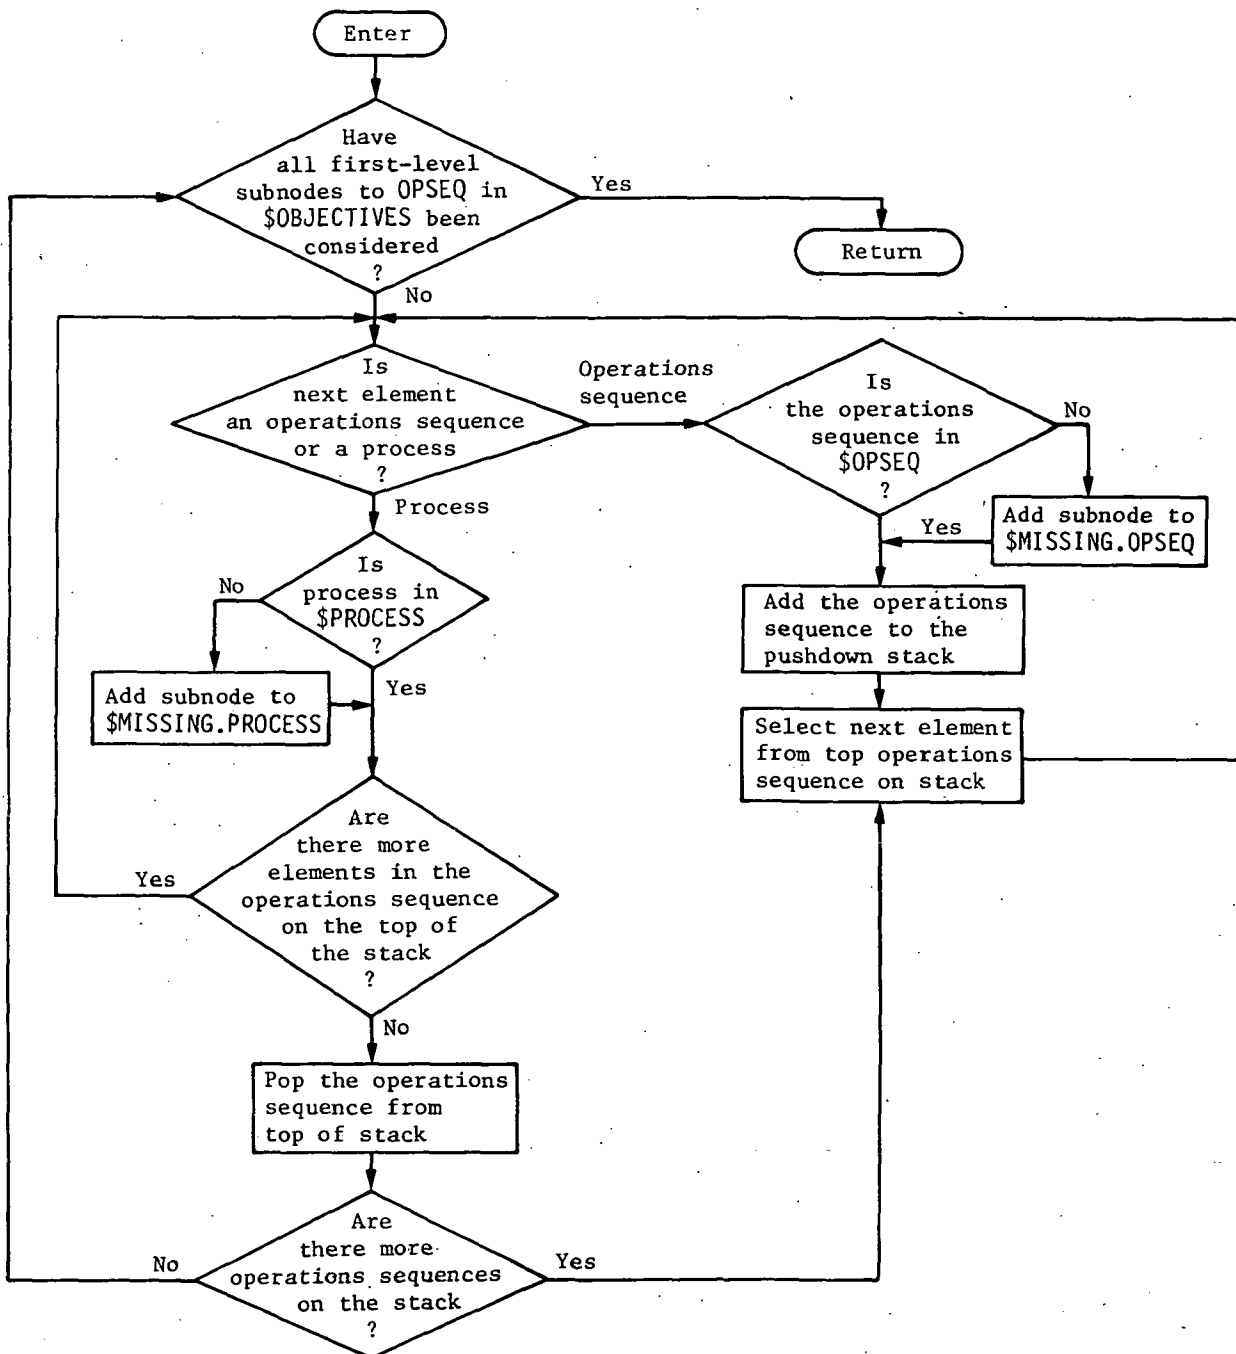 Enter
Have
all first-level
subnodes to OPSEQ in
$OBJECTIVES been
considered
?
Yes
Return
No
Is
next element
an operations sequence
or a process
?
Operations
sequence
Is
the operations
sequence in
$OPSEQ
?
No
Add subnode to
$MISSING.OPSEQ
Yes
Add the operations
sequence to the
pushdown stack
Select next element
from top operations
sequence on stack
Process
Is
process in
$PROCESS
?
No
Add subnode to
$MISSING.PROCESS
Yes
Are
there more
elements in the
operations sequence
on the top of
the stack
?
Yes
No
Pop the operations
sequence from
top of stack
Are
there more
operations sequences
on the stack
?
No
Yes